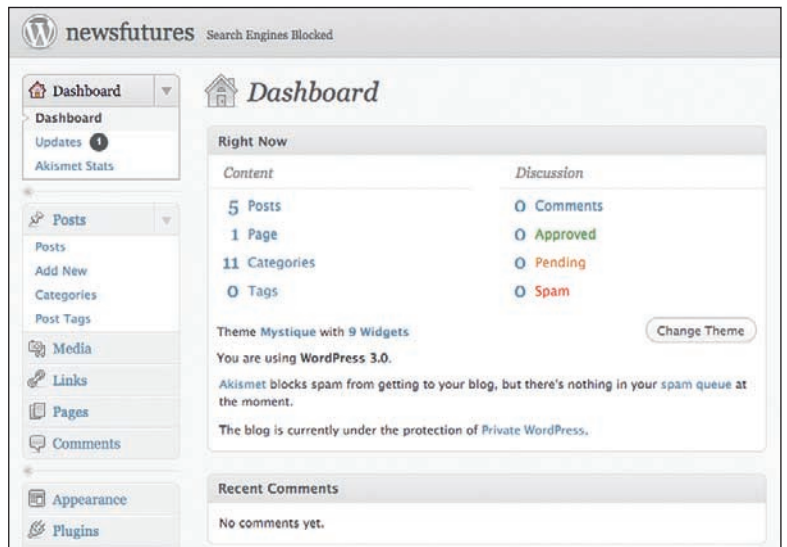 newsfutures Search Engines Blocked
Dashboard
Dashboard
Updates 1
Akismet Stats
Posts
Posts
Add New
Categories
Post Tags
Media
Links
Pages
Comments
Appearance
Plugins
Dashboard
Right Now
Content
5 Posts
1 Page
11 Categories
0 Tags
Discussion
0 Comments
0 Approved
0 Pending
0 Spam
Theme Mystique with 9 Widgets
Change Theme
You are using WordPress 3.0.
Akismet blocks spam from getting to your blog, but there's nothing in your spam queue at
the moment.
The blog is currently under the protection of Private WordPress.
Recent Comments
No comments yet.